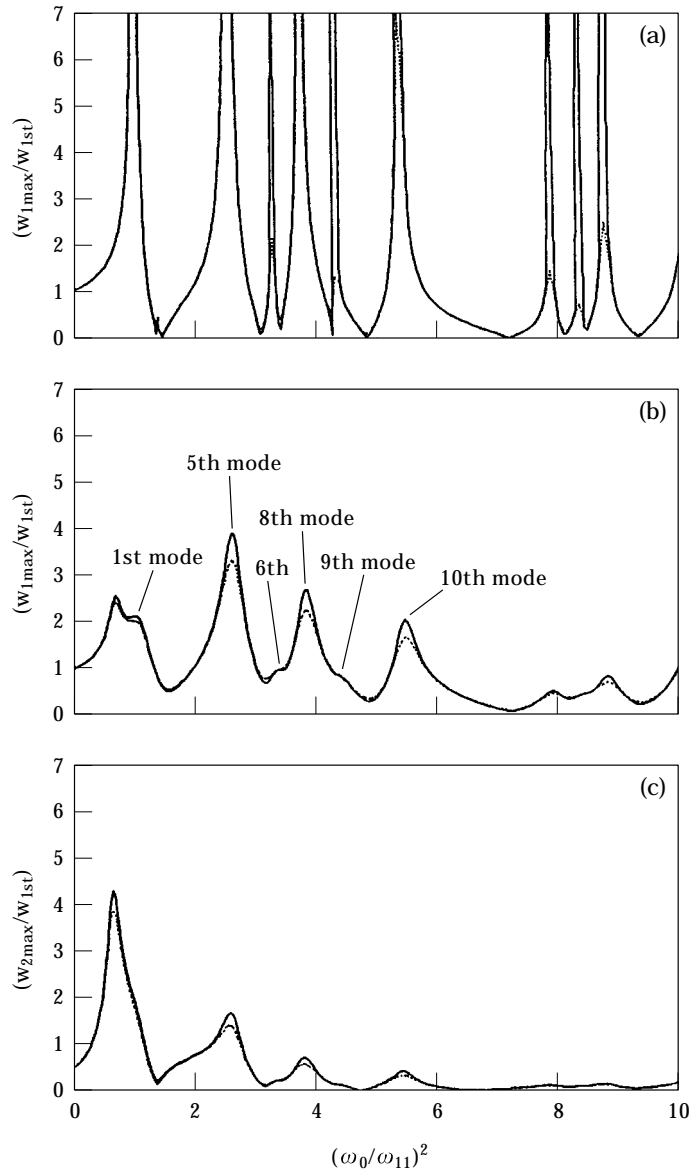 7
(a)
6
5
4
3
2
1
0
(w1max/w1st)
7
(b)
6
5
4
3
2
1
0
(w1max/w1st)
5th mode
8th mode
1st mode
6th
9th mode
10th mode
7
(c)
6
5
4
3
2
1
0
(w2max/w1st)
0 2 4 6 8 10
(ω0/ω11)2